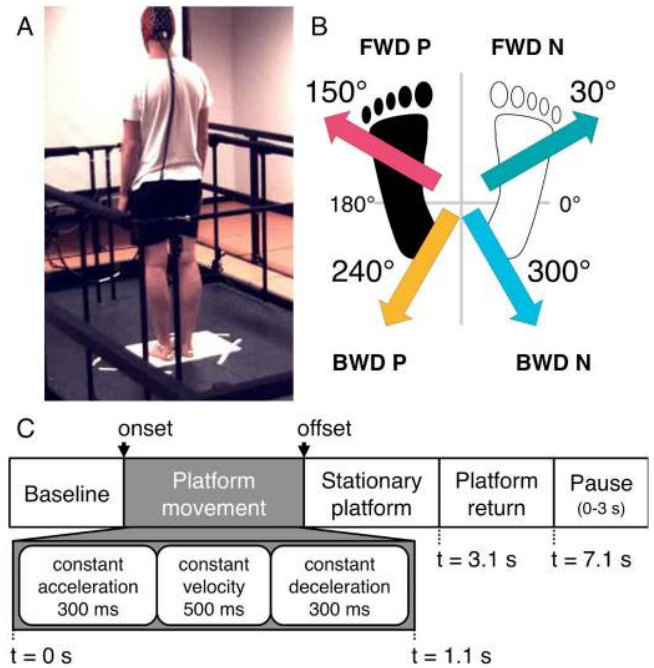 A
B
FWD P
FWD N
150°
30°
180°
0°
240°
300°
BWD P
BWD N
C
onset
offset
Baseline
Platform
movement
Stationary
platform
Platform
return
Pause
(0-3 s)
constant
acceleration
300 ms
constant
velocity
500 ms
constant
deceleration
300 ms
t = 3.1 s
t = 7.1 s
t = 0 s
t = 1.1 s